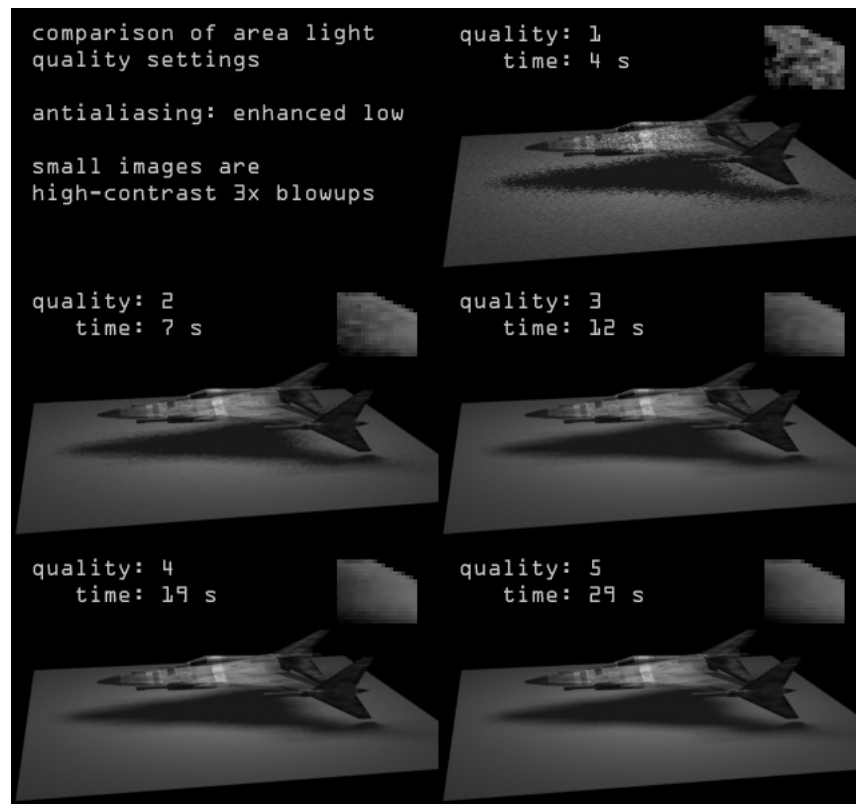 comparison of area light
quality settings
antialiasing: enhanced low
small images are
high-contrast 3x blowups
quality: 1
time: 4 s
quality: 2
time: 7 s
quality: 3
time: 12 s
quality: 4
time: 19 s
quality: 5
time: 29 s